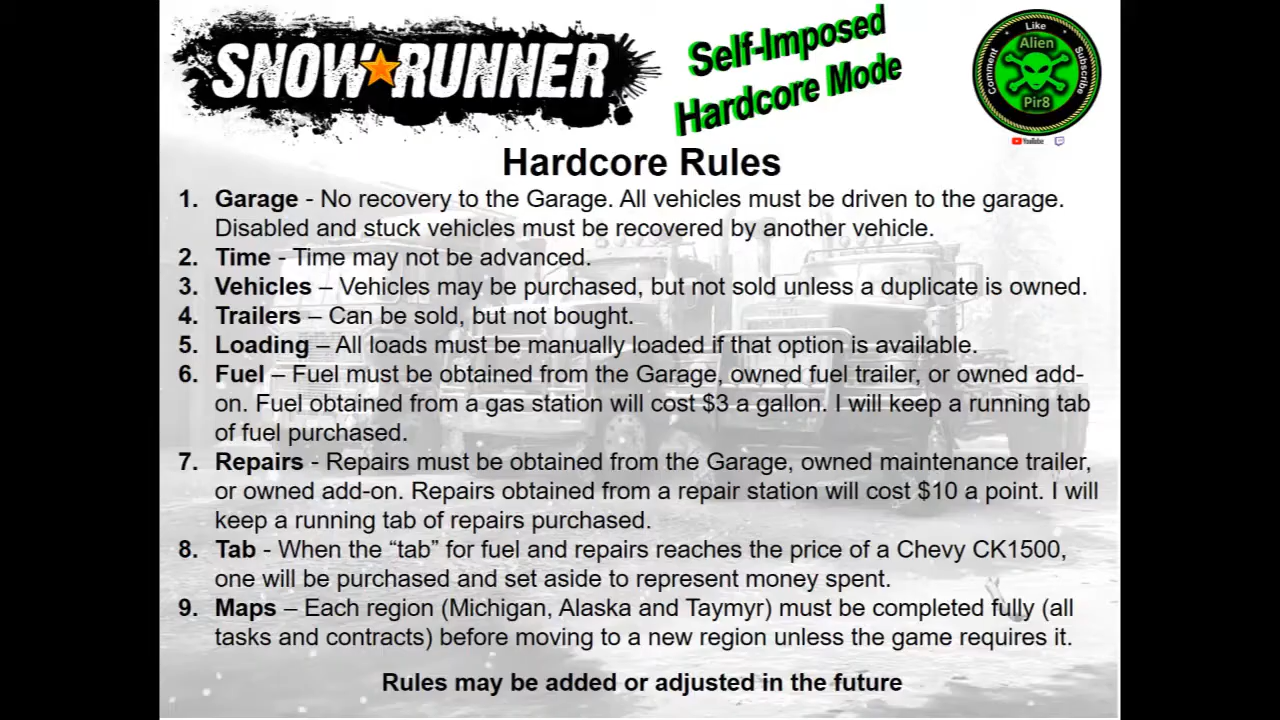 SNOW RUNNER
Self-Imposed
Hardcore Mode
Comment Like Subscribe
Alien
Pir8
YouTube
Hardcore Rules
1. Garage - No recovery to the Garage. All vehicles must be driven to the garage.
Disabled and stuck vehicles must be recovered by another vehicle.
2. Time - Time may not be advanced.
3. Vehicles – Vehicles may be purchased, but not sold unless a duplicate is owned.
4. Trailers – Can be sold, but not bought.
5. Loading – All loads must be manually loaded if that option is available.
6. Fuel – Fuel must be obtained from the Garage, owned fuel trailer, or owned add-
on. Fuel obtained from a gas station will cost $3 a gallon. I will keep a running tab
of fuel purchased.
7. Repairs - Repairs must be obtained from the Garage, owned maintenance trailer,
or owned add-on. Repairs obtained from a repair station will cost $10 a point. I will
keep a running tab of repairs purchased.
8. Tab - When the “tab” for fuel and repairs reaches the price of a Chevy CK1500,
one will be purchased and set aside to represent money spent.
9. Maps – Each region (Michigan, Alaska and Taymyr) must be completed fully (all
tasks and contracts) before moving to a new region unless the game requires it.
Rules may be added or adjusted in the future